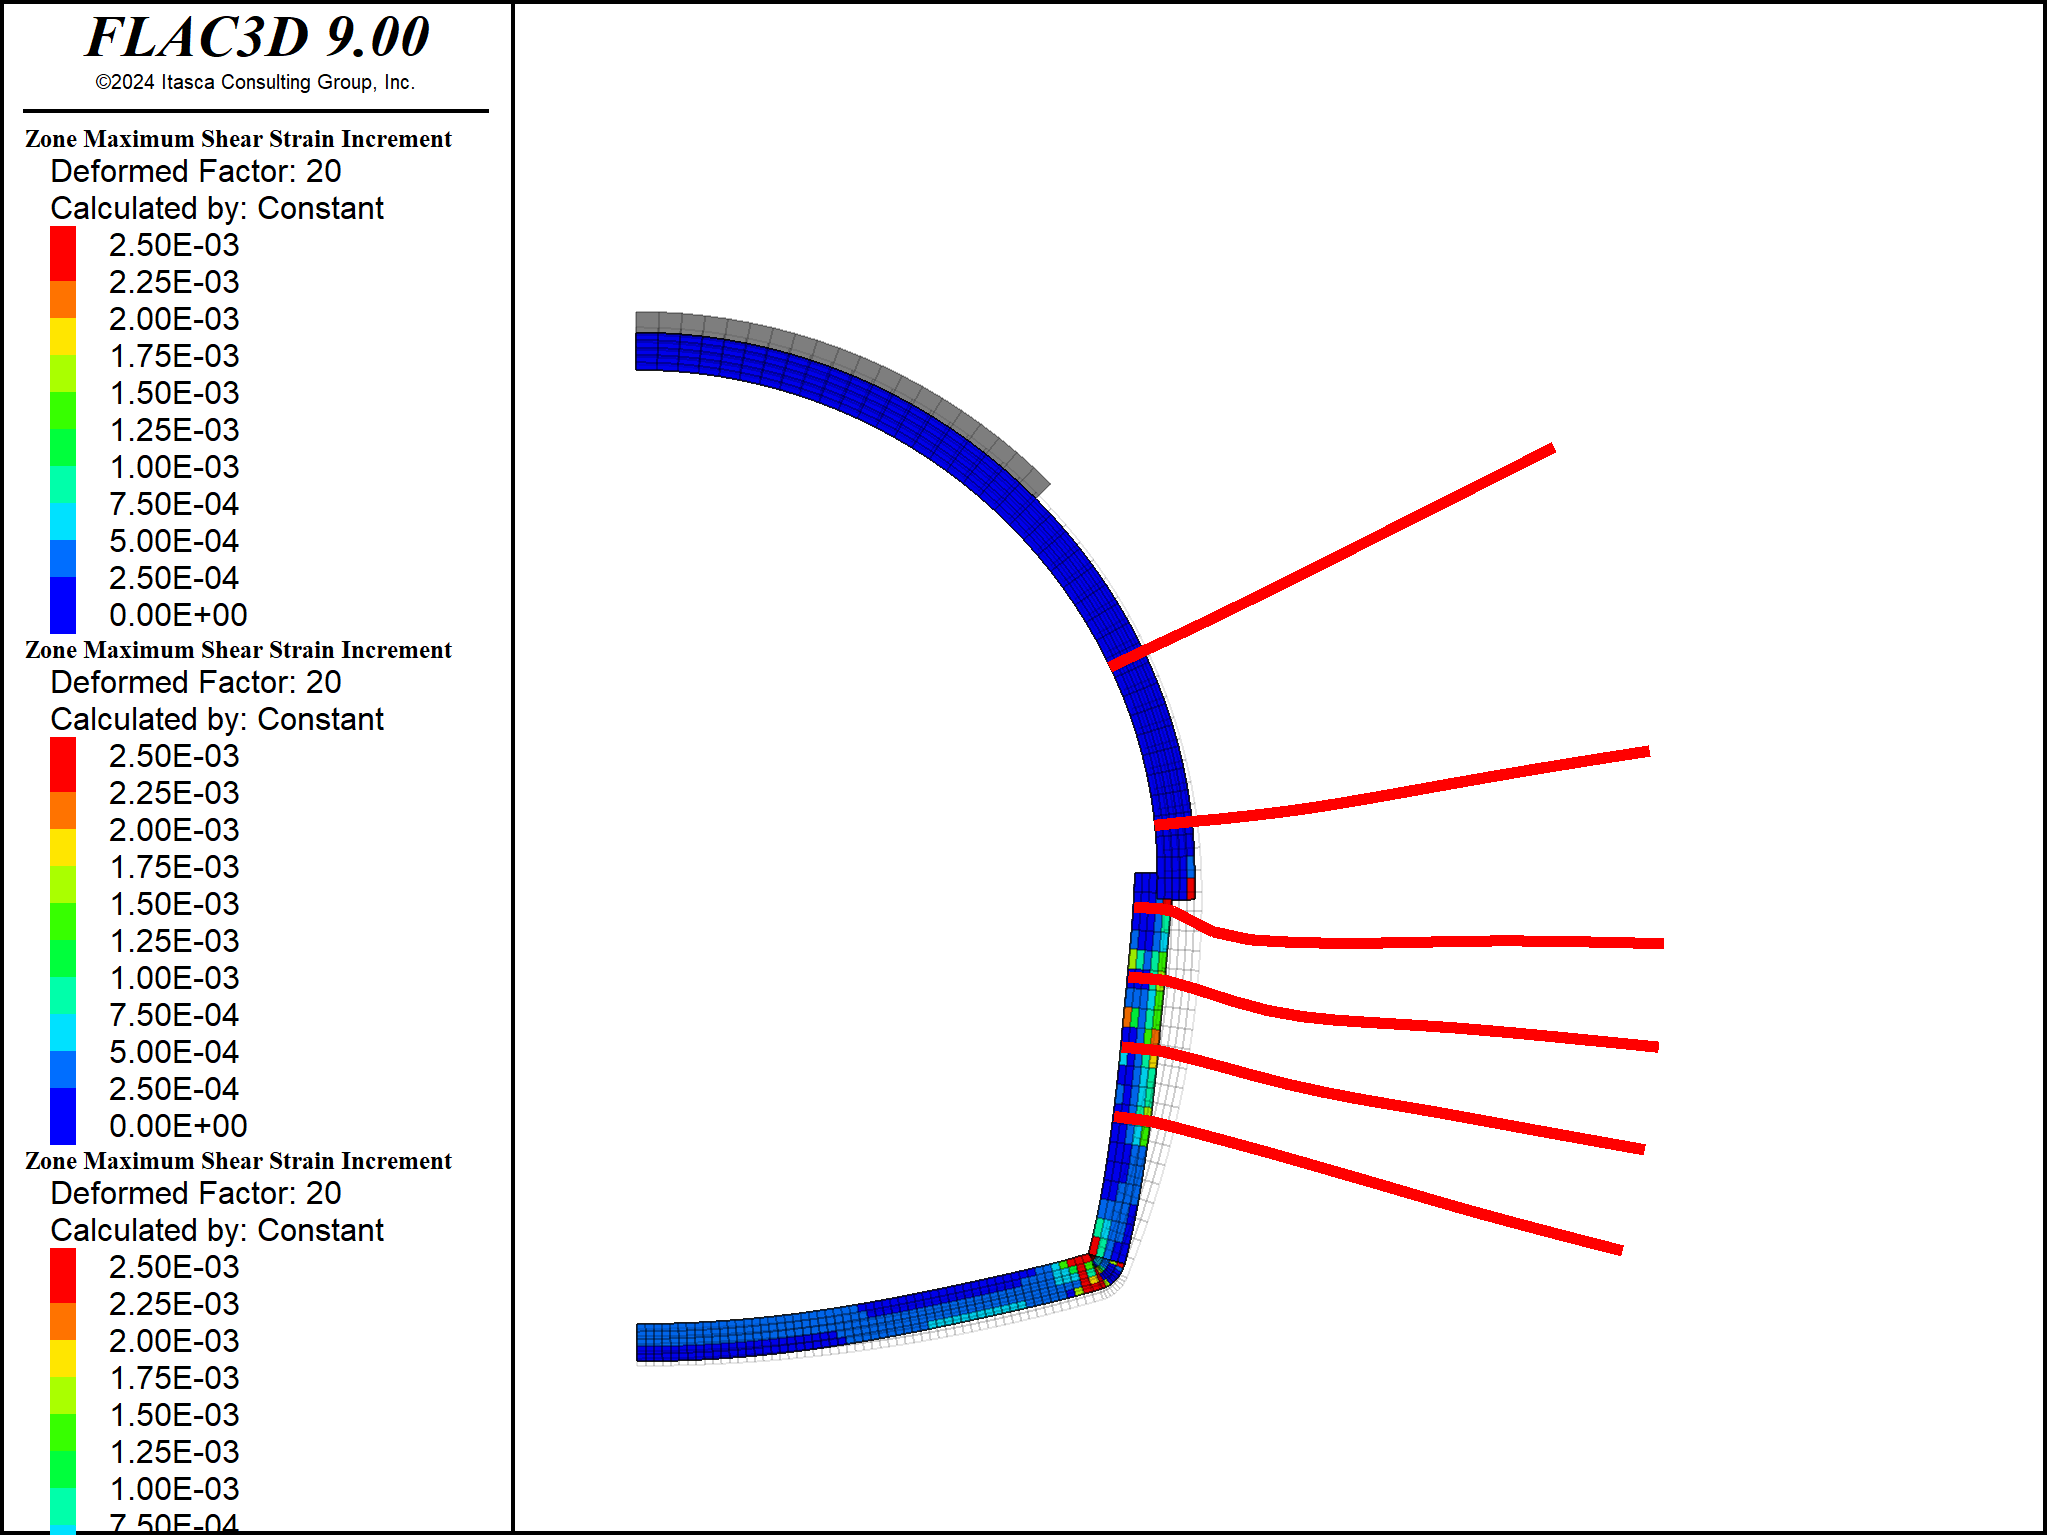 FLAC3D 9.00
©2024 Itasca Consulting Group, Inc.
Zone Maximum Shear Strain Increment
Deformed Factor: 20
Calculated by: Constant
2.50E-03
2.25E-03
2.00E-03
1.75E-03
1.50E-03
1.25E-03
1.00E-03
7.50E-04
5.00E-04
2.50E-04
0.00E+00
Zone Maximum Shear Strain Increment
Deformed Factor: 20
Calculated by: Constant
2.50E-03
2.25E-03
2.00E-03
1.75E-03
1.50E-03
1.25E-03
1.00E-03
7.50E-04
5.00E-04
2.50E-04
0.00E+00
Zone Maximum Shear Strain Increment
Deformed Factor: 20
Calculated by: Constant
2.50E-03
2.25E-03
2.00E-03
1.75E-03
1.50E-03
1.25E-03
1.00E-03
7.50E-04